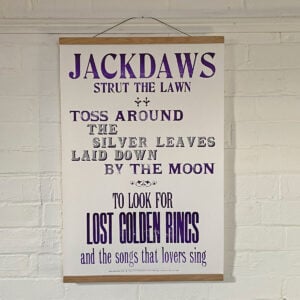 JACKDAWS
STRUT THE LAWN
TOSS AROUND
THE
SILVER LEAVES
LAID DOWN
BY THE MOON
TO LOOK FOR
LOST GOLDEN RINGS
and the songs that lovers sing